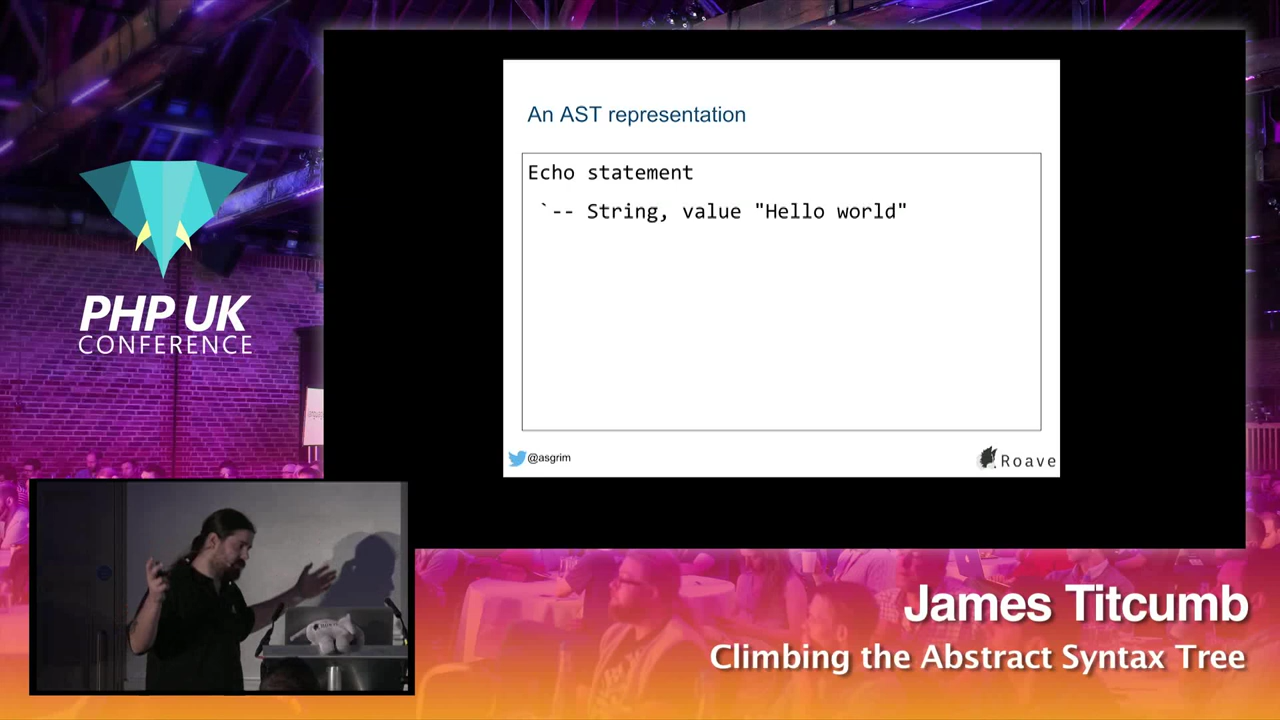 An AST representation
Echo statement
`-- String, value "Hello world"
@asgrim
Roave
PHP UK
CONFERENCE
James Titcumb
Climbing the Abstract Syntax Tree